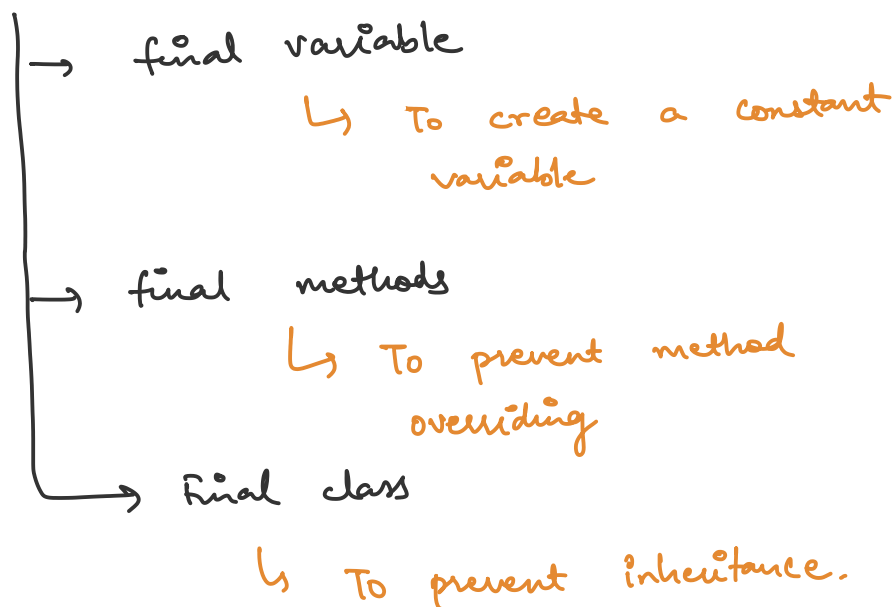 final variable
To create a constant
variable
final methods
To prevent method
overriding
Final class
To prevent inheritance.